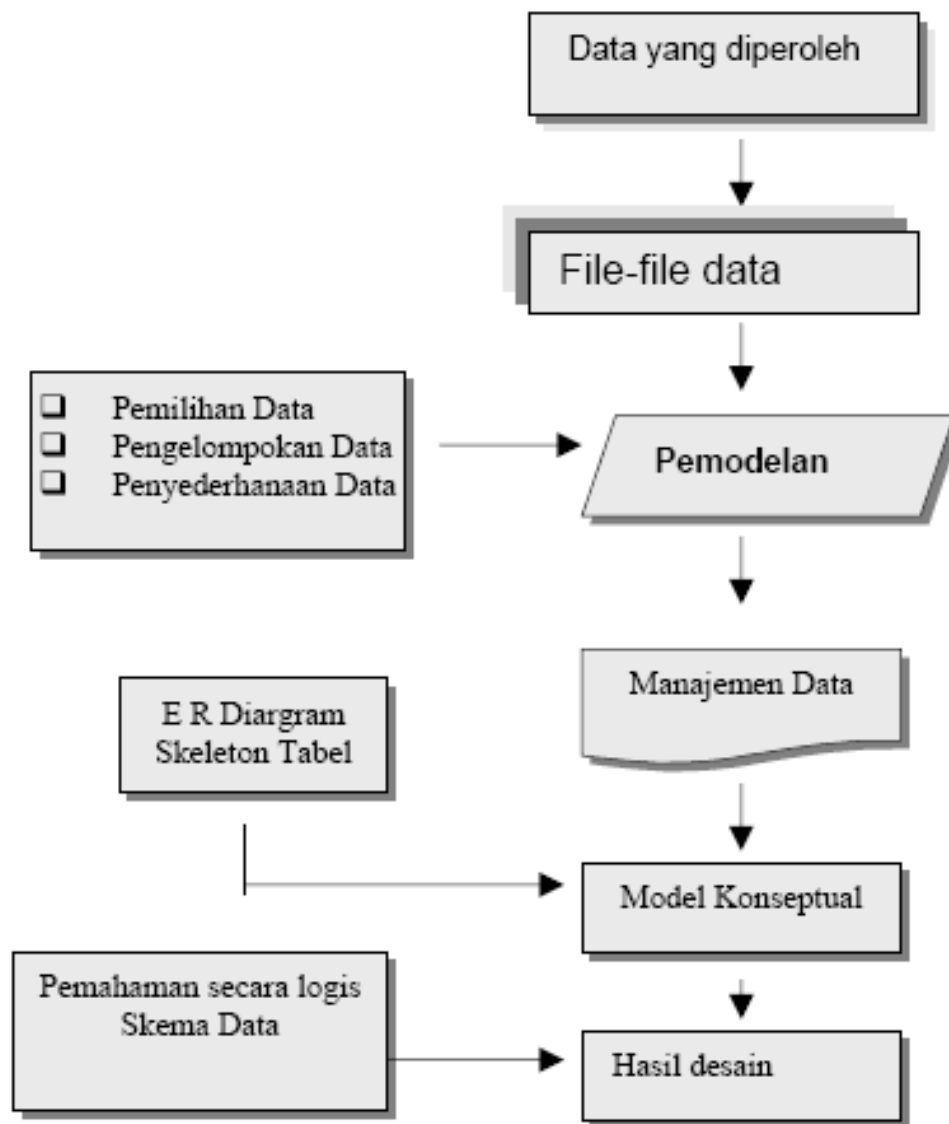 Data yang diperoleh
File-file data
Pemilihan Data
Pengelompokan Data
Penyederhanaan Data
Pemodelan
Manajemen Data
E R Diargram
Skeleton Tabel
Model Konseptual
Pemahaman secara logis
Skema Data
Hasil desain